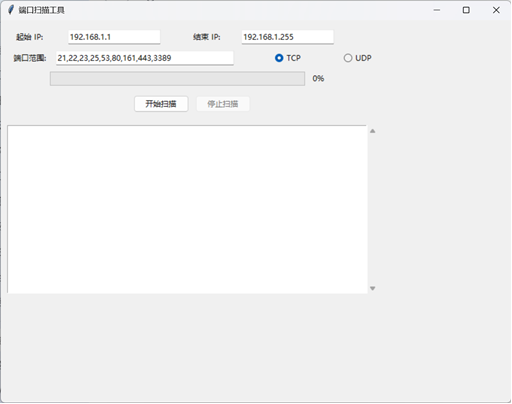 端口扫描工具
起始 IP: 192.168.1.1 结束 IP: 192.168.1.255
端口范围: 21,22,23,25,53,80,161,443,3389 TCP UDP
0%
开始扫描 停止扫描